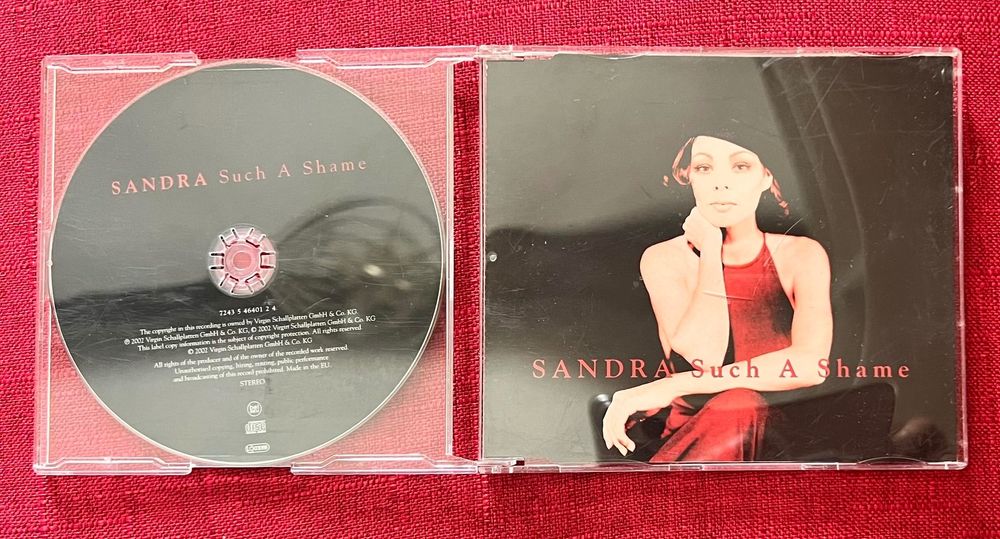 SANDRA Such A Shame
7243 5 46401 2 4
The copyright in this recording is owned by Virgin Schallplatten GmbH & Co. KG.
℗ 2002 Virgin Schallplatten GmbH & Co. KG, © 2002 Virgin Schallplatten GmbH & Co. KG
This label copy information is the subject of copyright protection. All rights reserved.
© 2002 Virgin Schallplatten GmbH & Co. KG
All rights of the producer and of the owner of the recorded work reserved.
Unauthorised copying, hiring, renting, public performance
and broadcasting of this record prohibited. Made in the EU.
STEREO
SANDRA Such A Shame